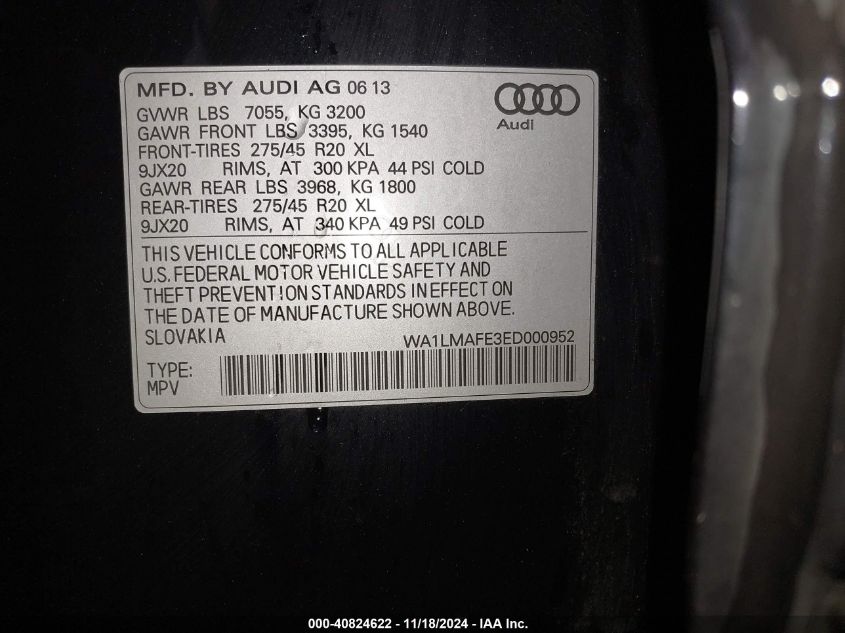 MFD. BY AUDI AG 06 13
Audi
GVWR LBS 7055, KG 3200
GAWR FRONT LBS 3395, KG 1540
FRONT-TIRES 275/45 R20 XL
9JX20 RIMS, AT 300 KPA 44 PSI COLD
GAWR REAR LBS 3968, KG 1800
REAR-TIRES 275/45 R20 XL
9JX20 RIMS, AT 340 KPA 49 PSI COLD
THIS VEHICLE CONFORMS TO ALL APPLICABLE
U.S. FEDERAL MOTOR VEHICLE SAFETY AND
THEFT PREVENTION STANDARDS IN EFFECT ON
THE DATE OF MANUFACTURE SHOWN ABOVE.
SLOVAKIA WA1LMAFE3ED000952
TYPE:
MPV
000-40824622 - 11/18/2024 - IAA Inc.